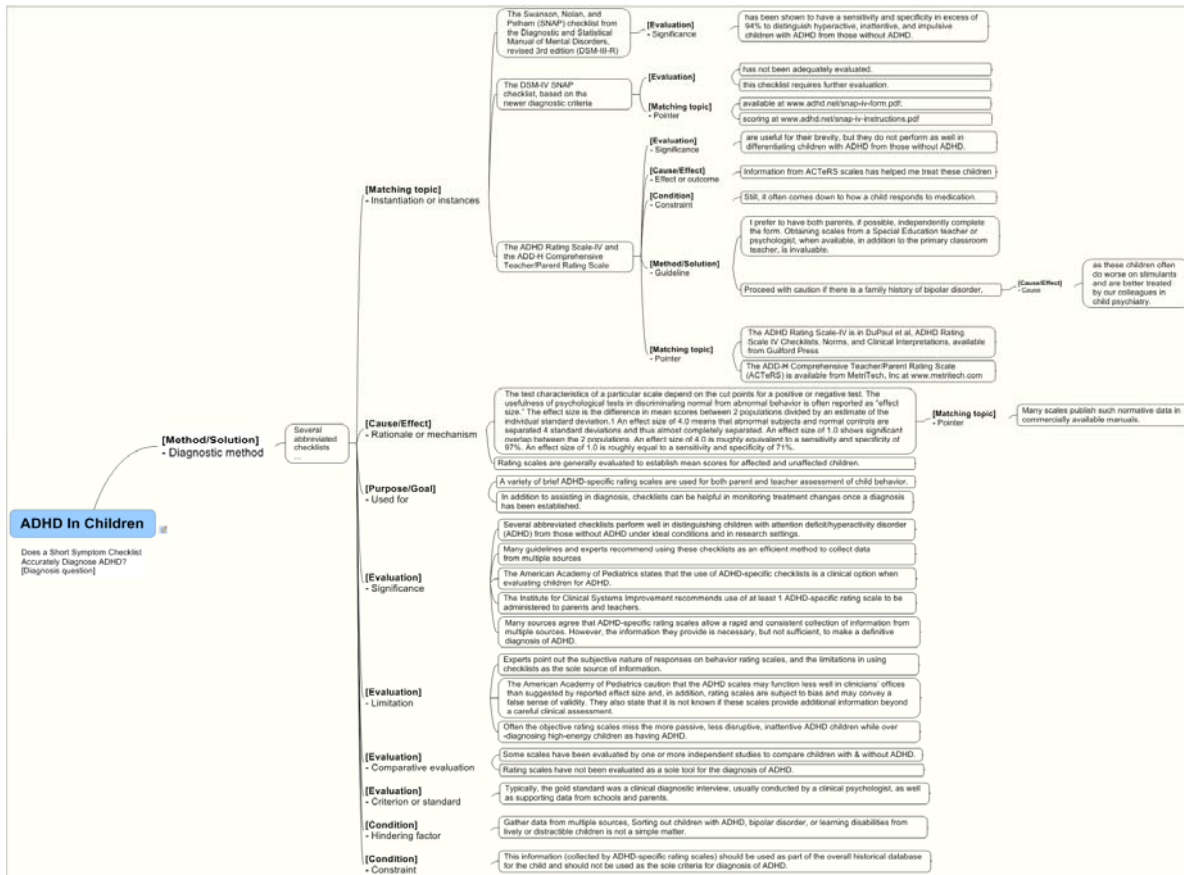 The Swanson, Nolan, and
Pelham (SNAP) checklist from
the Diagnostic and Statistical
Manual of Mental Disorders,
revised 3rd edition (DSM-III-R)
[Evaluation]
- Significance
has been shown to have a sensitivity and specificity in excess of
94% to distinguish hyperactive, inattentive, and impulsive
children with ADHD from those without ADHD.
The DSM-IV SNAP
checklist, based on the
newer diagnostic criteria
[Evaluation]
has not been adequately evaluated.
this checklist requires further evaluation.
[Matching topic]
- Pointer
available at www.adhd.net/snap-iv-form.pdf.
scoring at www.adhd.net/snap-iv-instructions.pdf
[Matching topic]
- Instantiation or instances
The ADHD Rating Scale-IV and
the ADD-H Comprehensive
Teacher/Parent Rating Scale
[Evaluation]
- Significance
are useful for their brevity, but they do not perform as well in
differentiating children with ADHD from those without ADHD.
[Cause/Effect]
- Effect or outcome
Information from ACTeRS scales has helped me treat these children
[Condition]
- Constraint
Still, it often comes down to how a child responds to medication.
[Method/Solution]
- Guideline
I prefer to have both parents, if possible, independently complete
the form. Obtaining scales from a Special Education teacher or
psychologist, when available, in addition to the primary classroom
teacher, is invaluable.
Proceed with caution if there is a family history of bipolar disorder,
[Cause/Effect]
- Cause
as these children often
do worse on stimulants
and are better treated
by our colleagues in
child psychiatry.
[Matching topic]
- Pointer
The ADHD Rating Scale-IV is in DuPaul et al, ADHD Rating
Scale IV Checklists, Norms, and Clinical Interpretations, available
from Guilford Press
The ADD-H Comprehensive Teacher/Parent Rating Scale
(ACTeRS) is available from MetriTech, Inc at www.metritech.com
ADHD In Children
Does a Short Symptom Checklist
Accurately Diagnose ADHD?
[Diagnosis question]
[Method/Solution]
- Diagnostic method
Several
abbreviated
checklists
...
[Cause/Effect]
- Rationale or mechanism
The test characteristics of a particular scale depend on the cut points for a positive or negative test. The
usefulness of psychological tests in discriminating normal from abnormal behavior is often reported as "effect
size." The effect size is the difference in mean scores between 2 populations divided by an estimate of the
individual standard deviation.1 An effect size of 4.0 means that abnormal subjects and normal controls are
separated 4 standard deviations and thus almost completely separated. An effect size of 1.0 shows significant
overlap between the 2 populations. An effect size of 4.0 is roughly equivalent to a sensitivity and specificity of
97%. An effect size of 1.0 is roughly equal to a sensitivity and specificity of 71%.
[Matching topic]
- Pointer
Many scales publish such normative data in
commercially available manuals.
Rating scales are generally evaluated to establish mean scores for affected and unaffected children.
[Purpose/Goal]
- Used for
A variety of brief ADHD-specific rating scales are used for both parent and teacher assessment of child behavior.
In addition to assisting in diagnosis, checklists can be helpful in monitoring treatment changes once a diagnosis
has been established.
[Evaluation]
- Significance
Several abbreviated checklists perform well in distinguishing children with attention deficit/hyperactivity disorder
(ADHD) from those without ADHD under ideal conditions and in research settings.
Many guidelines and experts recommend using these checklists as an efficient method to collect data
from multiple sources
The American Academy of Pediatrics states that the use of ADHD-specific checklists is a clinical option when
evaluating children for ADHD.
The Institute for Clinical Systems Improvement recommends use of at least 1 ADHD-specific rating scale to be
administered to parents and teachers.
Many sources agree that ADHD-specific rating scales allow a rapid and consistent collection of information from
multiple sources. However, the information they provide is necessary, but not sufficient, to make a definitive
diagnosis of ADHD.
[Evaluation]
- Limitation
Experts point out the subjective nature of responses on behavior rating scales, and the limitations in using
checklists as the sole source of information.
The American Academy of Pediatrics caution that the ADHD scales may function less well in clinicians' offices
than suggested by reported effect size and, in addition, rating scales are subject to bias and may convey a
false sense of validity. They also state that it is not known if these scales provide additional information beyond
a careful clinical assessment.
Often the objective rating scales miss the more passive, less disruptive, inattentive ADHD children while over
-diagnosing high-energy children as having ADHD.
[Evaluation]
- Comparative evaluation
Some scales have been evaluated by one or more independent studies to compare children with & without ADHD.
Rating scales have not been evaluated as a sole tool for the diagnosis of ADHD.
[Evaluation]
- Criterion or standard
Typically, the gold standard was a clinical diagnostic interview, usually conducted by a clinical psychologist, as well
as supporting data from schools and parents.
[Condition]
- Hindering factor
Gather data from multiple sources, Sorting out children with ADHD, bipolar disorder, or learning disabilities from
lively or distractible children is not a simple matter.
[Condition]
- Constraint
This information (collected by ADHD-specific rating scales) should be used as part of the overall historical database
for the child and should not be used as the sole criteria for diagnosis of ADHD.